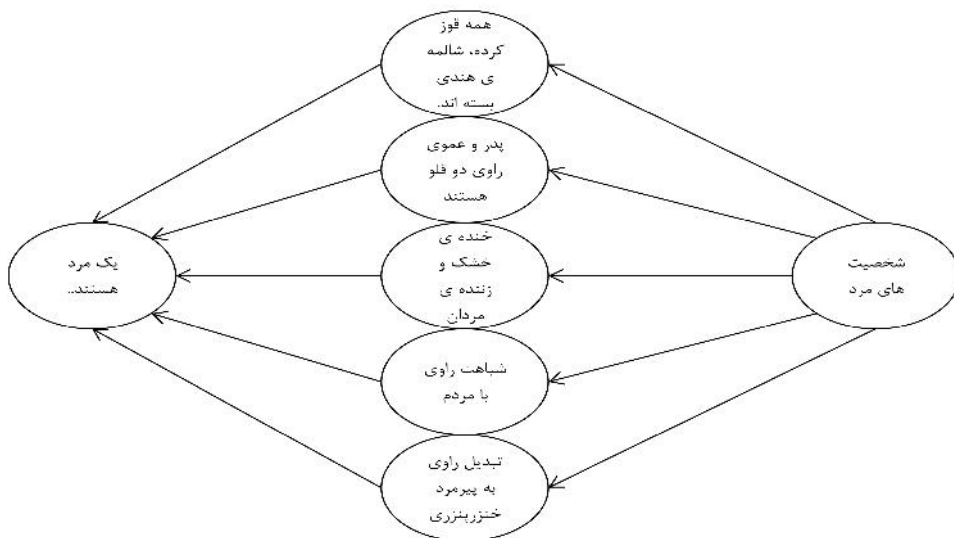 همه قوز
کرده، شالمه
ی هندی
بسته اند.
پدر و عموی
راوی دو قلو
هستند
خنده ی
خشک و
زننده ی
مردان
شباهت راوی
با مردم
تبدیل راوی
به پیرمرد
خنزرپنزری
شخصیت
های مرد
یک مرد
هستند..